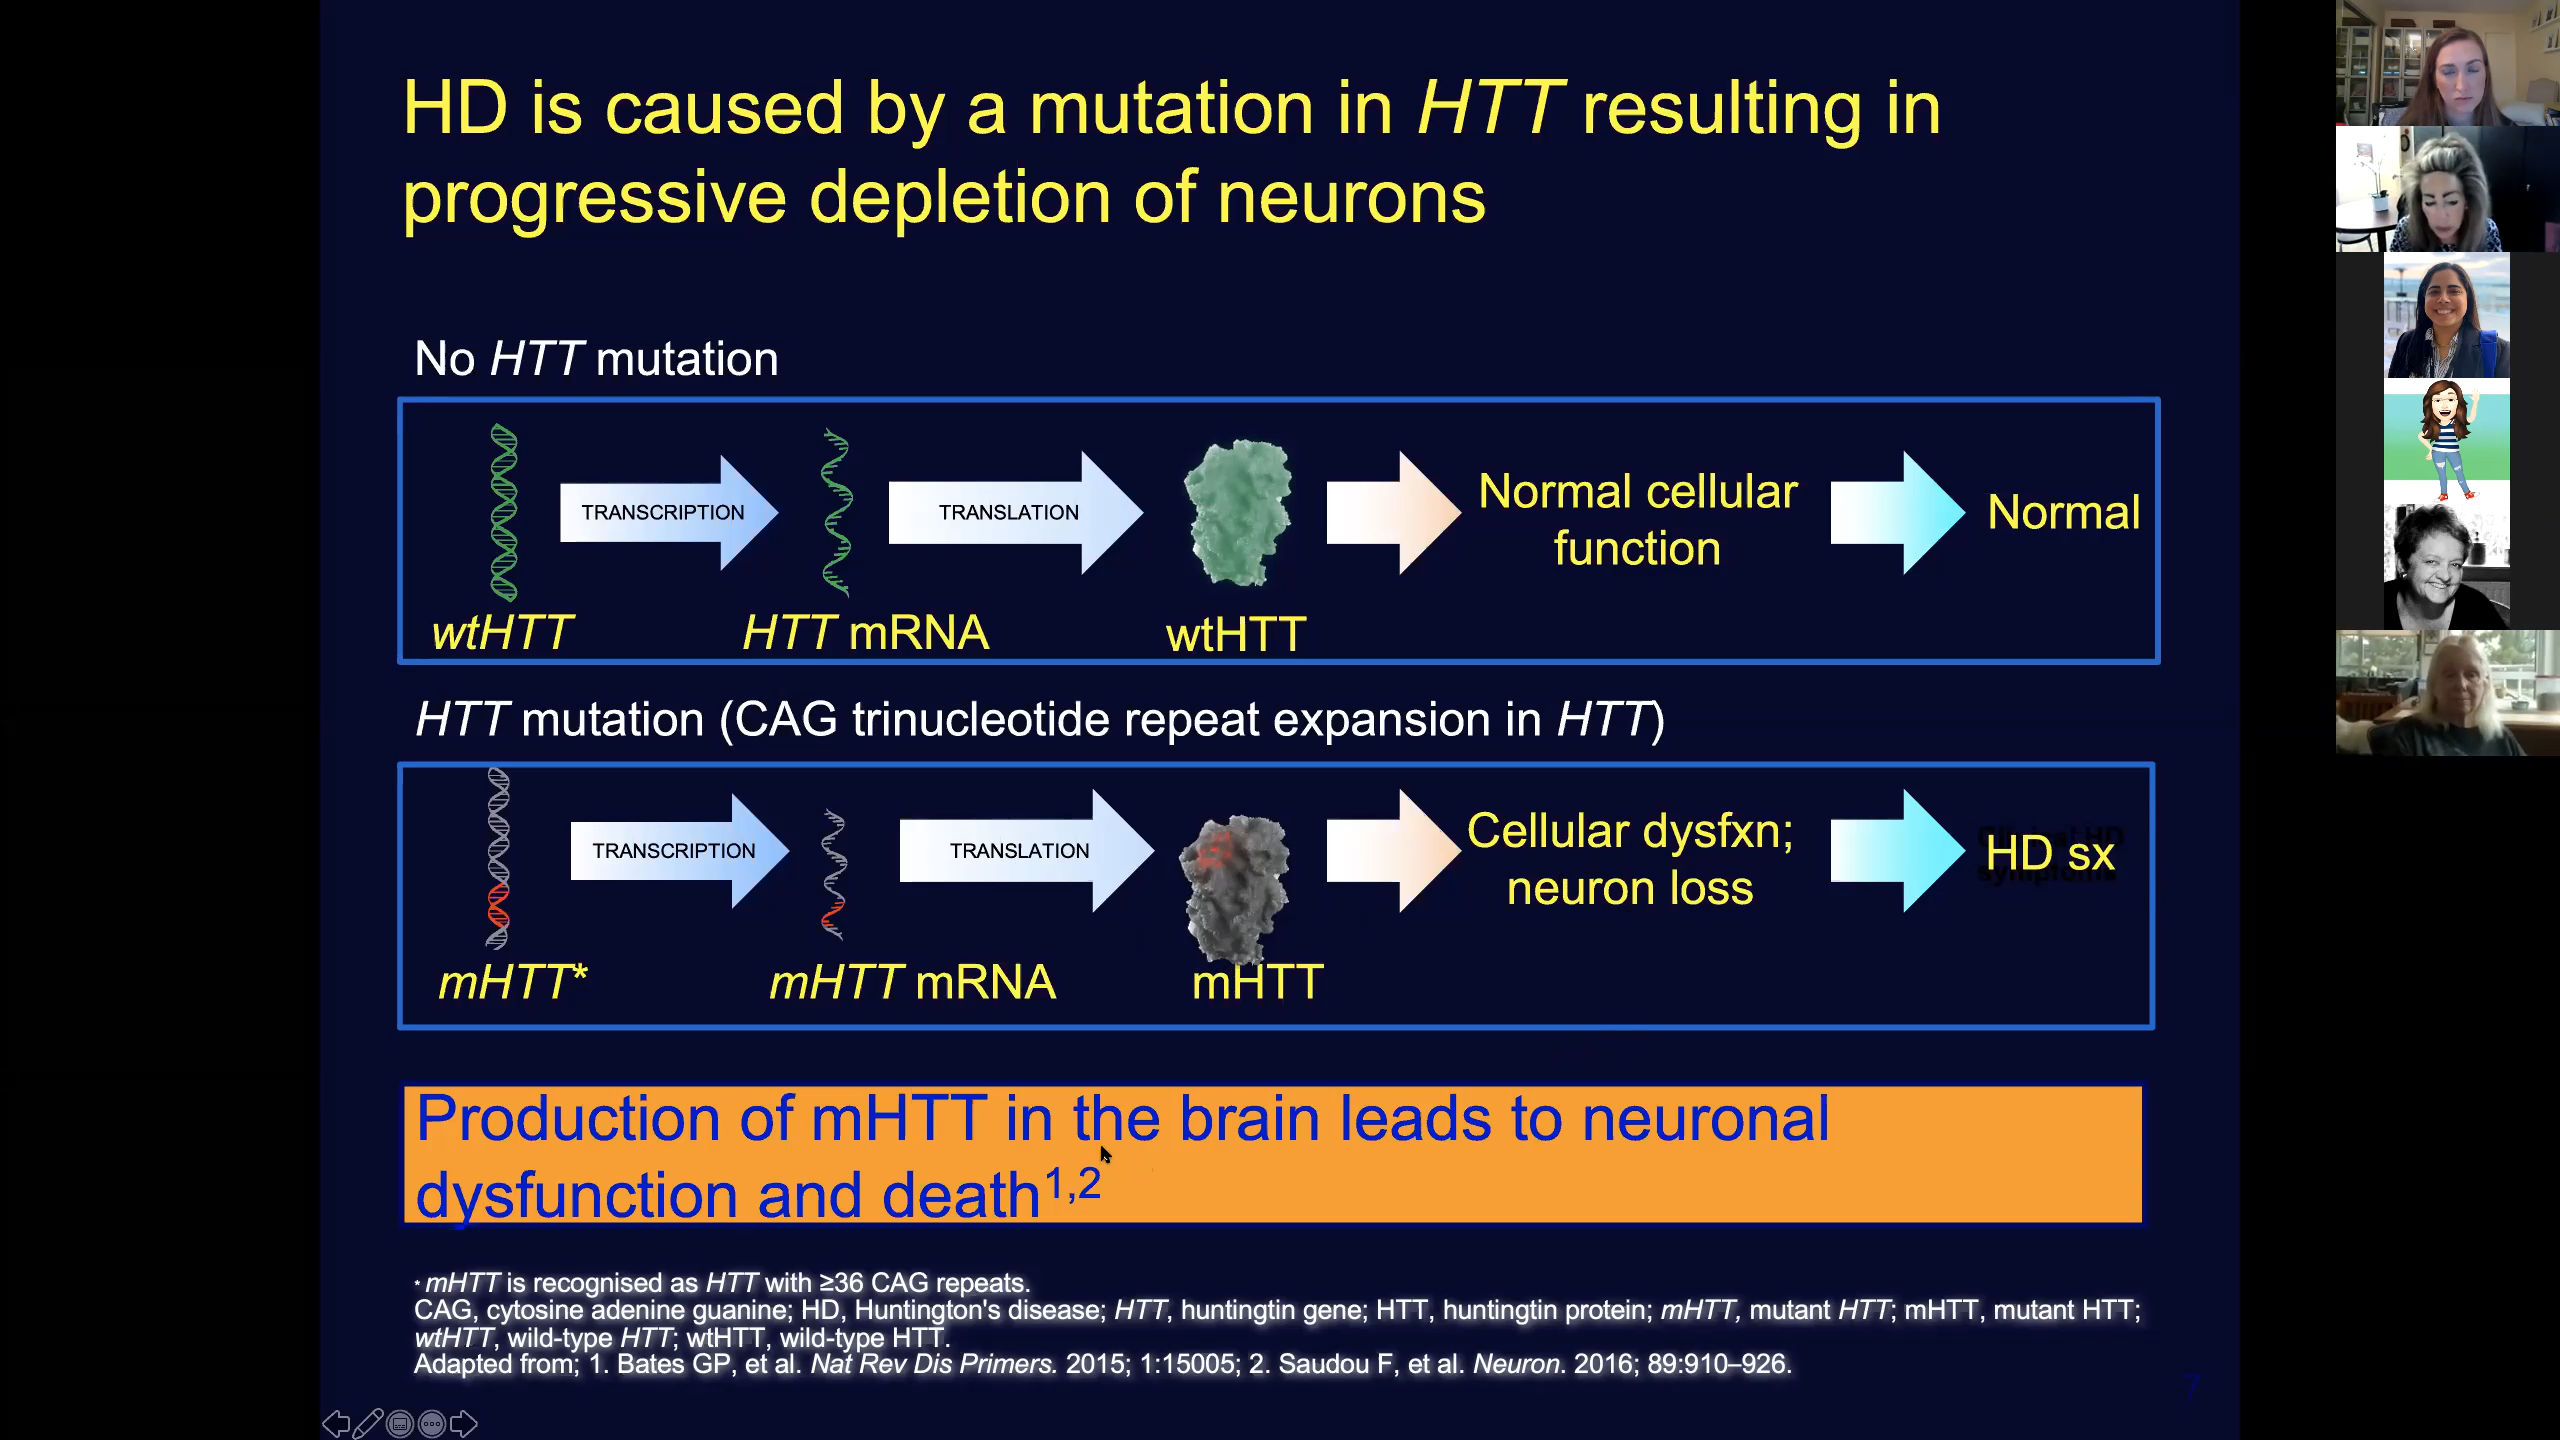 HD is caused by a mutation in HTT resulting in
progressive depletion of neurons
No HTT mutation
TRANSCRIPTION
TRANSLATION
Normal cellular
function
Normal
wtHTT
HTT mRNA
wtHTT
HTT mutation (CAG trinucleotide repeat expansion in HTT)
TRANSCRIPTION
TRANSLATION
Cellular dysfxn;
neuron loss
HD sx
mHTT*
mHTT mRNA
mHTT
Production of mHTT in the brain leads to neuronal
dysfunction and death1,2
* mHTT is recognised as HTT with ≥36 CAG repeats.
CAG, cytosine adenine guanine; HD, Huntington's disease; HTT, huntingtin gene; HTT, huntingtin protein; mHTT, mutant HTT; mHTT, mutant HTT;
wtHTT, wild-type HTT; wtHTT, wild-type HTT.
Adapted from; 1. Bates GP, et al. Nat Rev Dis Primers. 2015; 1:15005; 2. Saudou F, et al. Neuron. 2016; 89:910–926.
7